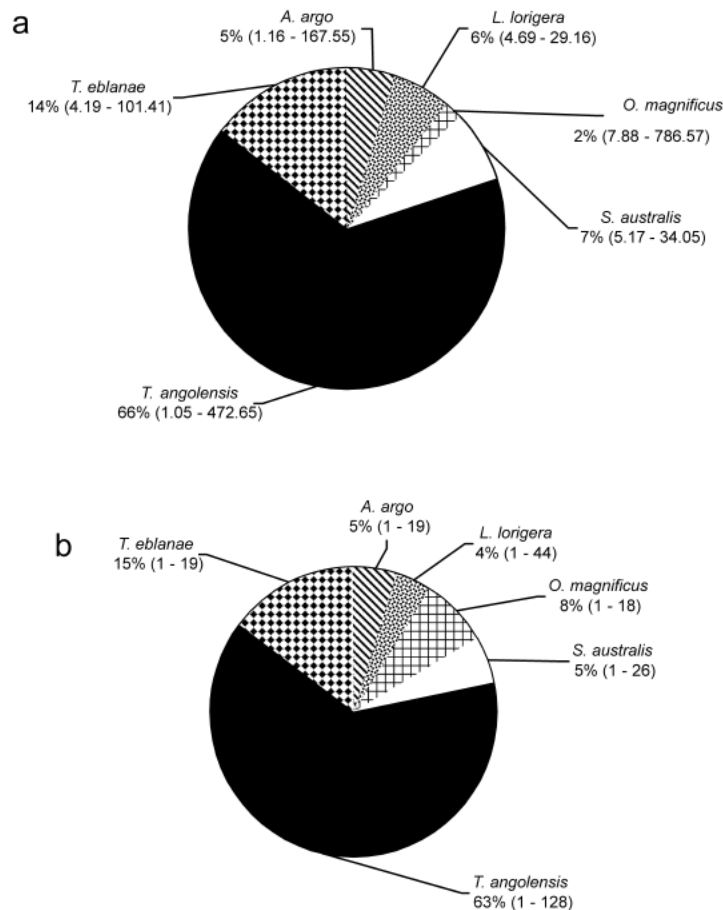 a
A. argo
5% (1.16 - 167.55)
L. lorigera
6% (4.69 - 29.16)
T. eblanae
14% (4.19 - 101.41)
O. magnificus
2% (7.88 - 786.57)
S. australis
7% (5.17 - 34.05)
T. angolensis
66% (1.05 - 472.65)
b
A. argo
5% (1 - 19)
T. eblanae
15% (1 - 19)
L. lorigera
4% (1 - 44)
O. magnificus
8% (1 - 18)
S. australis
5% (1 - 26)
T. angolensis
63% (1 - 128)